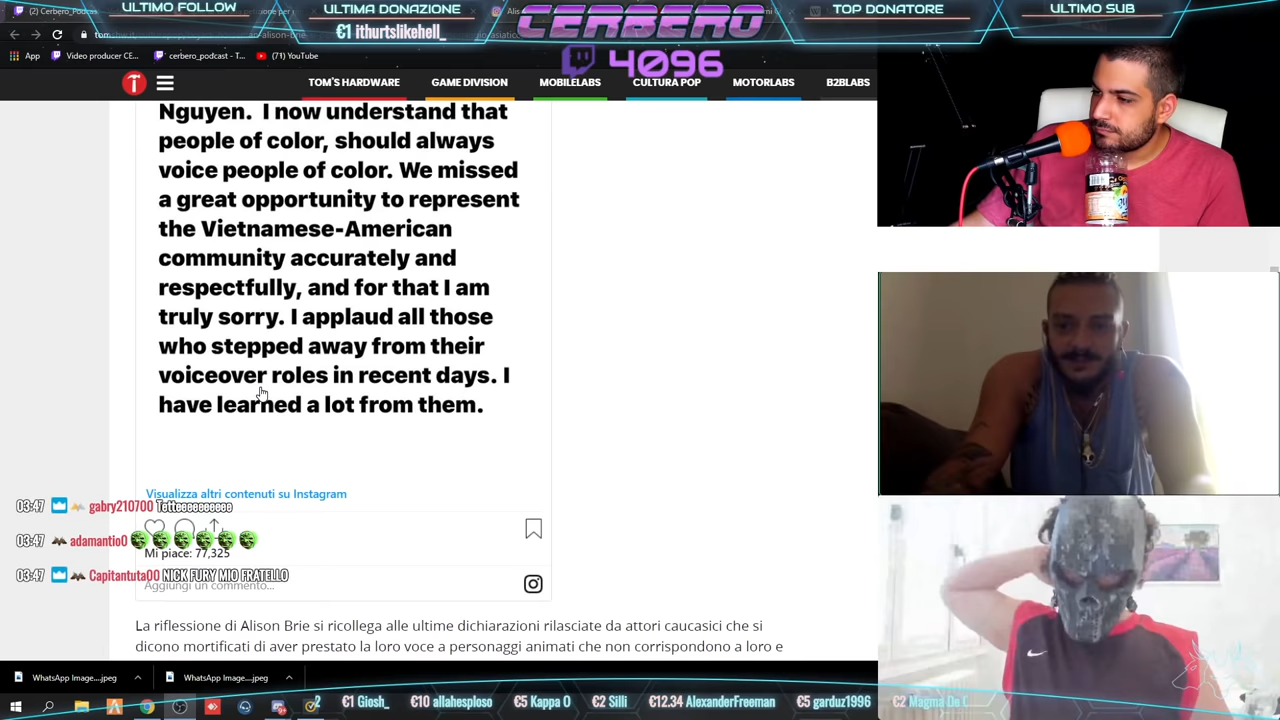 ULTIMO FOLLOW
ULTIMA DONAZIONE
€1 ithurtslikehell_
CERBERO
4096
TOP DONATORE
ULTIMO SUB
(2) Cerbero_Podcas
App
Video producer CE...
cerbero_podcast - T...
(71) YouTube
TOM'S HARDWARE
GAME DIVISION
MOBILELABS
CULTURA POP
MOTORLABS
B2BLABS
Nguyen. I now understand that
people of color, should always
voice people of color. We missed
a great opportunity to represent
the Vietnamese-American
community accurately and
respectfully, and for that I am
truly sorry. I applaud all those
who stepped away from their
voiceover roles in recent days. I
have learned a lot from them.
Visualizza altri contenuti su Instagram
03:47 gabry210700 Tetteeeeeeeeee
03:47 adamantio0
Mi piace: 77,325
03:47 Capitantuta00 NICK FURY MIO FRATELLO
Aggiungi un commento...
La riflessione di Alison Brie si ricollega alle ultime dichiarazioni rilasciate da attori caucasici che si
dicono mortificati di aver prestato la loro voce a personaggi animati che non corrispondono a loro e
WhatsApp Image....jpeg
WhatsApp Image....jpeg
€1 Giosh_
€10 allahesploso
€5 Kappa O
€2 Silli
€12.34 AlexanderFreeman
€5 garduz1996
€2 Magma De C